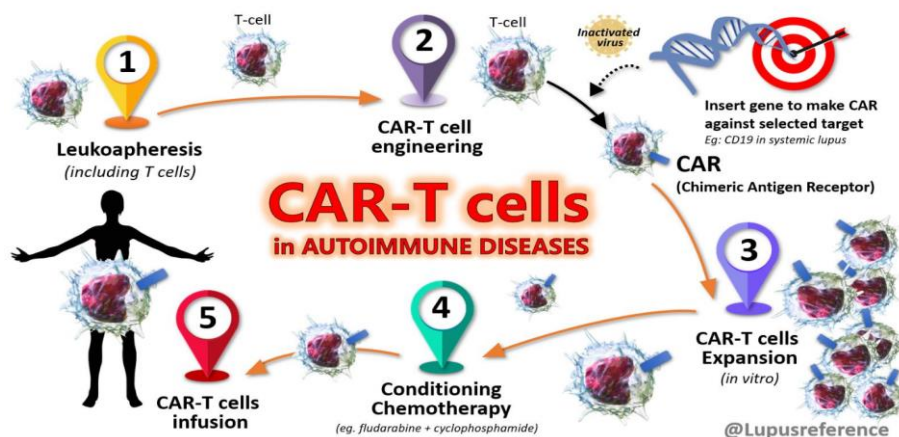 1
Leukoapheresis
(including T cells)
T-cell
2
CAR-T cell
engineering
T-cell
Inactivated
virus
Insert gene to make CAR
against selected target
Eg: CD19 in systemic lupus
CAR
(Chimeric Antigen Receptor)
CAR-T cells
in AUTOIMMUNE DISEASES
3
CAR-T cells
Expansion
(in vitro)
4
Conditioning
Chemotherapy
(eg. fludarabine + cyclophosphamide)
5
CAR-T cells
infusion
@Lupusreference